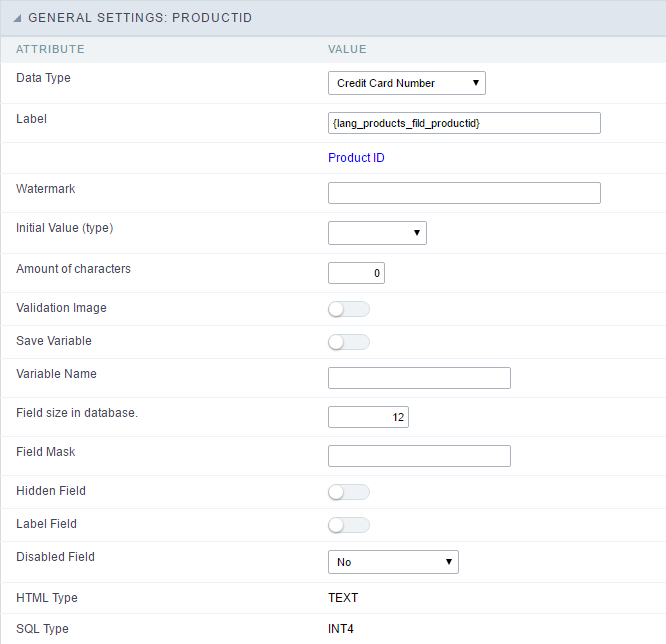 GENERAL SETTINGS: PRODUCTID
ATTRIBUTE VALUE
Data Type Credit Card Number
Label {lang_products_fild_productid}
Product ID
Watermark
Initial Value (type)
Amount of characters 0
Validation Image
Save Variable
Variable Name
Field size in database. 12
Field Mask
Hidden Field
Label Field
Disabled Field No
HTML Type TEXT
SQL Type INT4